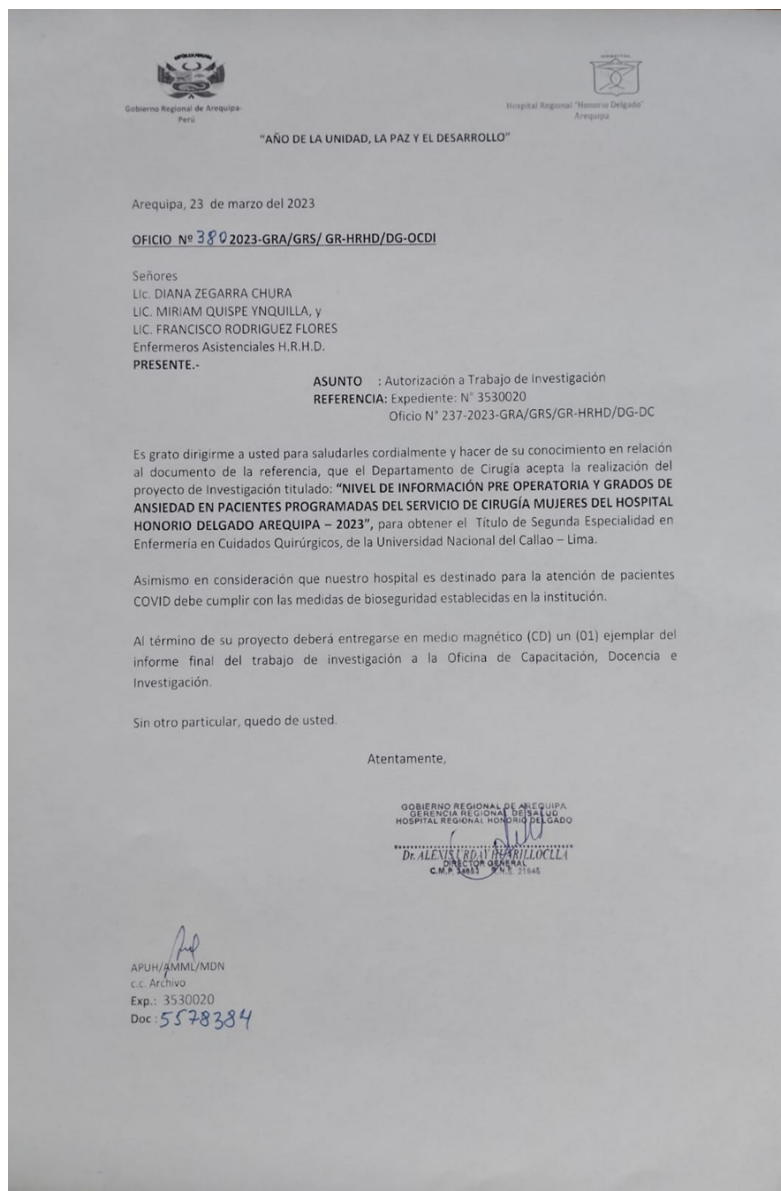 Gobierno Regional de Arequipa-
Perú
Hospital Regional "Honorio Delgado"
Arequipa
"AÑO DE LA UNIDAD, LA PAZ Y EL DESARROLLO"
Arequipa, 23 de marzo del 2023
OFICIO Nº 380 2023-GRA/GRS/ GR-HRHD/DG-OCDI
Señores
Lic. DIANA ZEGARRA CHURA
LIC. MIRIAM QUISPE YNQUILLA, y
LIC. FRANCISCO RODRIGUEZ FLORES
Enfermeros Asistenciales H.R.H.D.
PRESENTE.-
ASUNTO : Autorización a Trabajo de Investigación
REFERENCIA: Expediente: N° 3530020
Oficio N° 237-2023-GRA/GRS/GR-HRHD/DG-DC
Es grato dirigirme a usted para saludarles cordialmente y hacer de su conocimiento en relación
al documento de la referencia, que el Departamento de Cirugía acepta la realización del
proyecto de Investigación titulado: "NIVEL DE INFORMACIÓN PRE OPERATORIA Y GRADOS DE
ANSIEDAD EN PACIENTES PROGRAMADAS DEL SERVICIO DE CIRUGÍA MUJERES DEL HOSPITAL
HONORIO DELGADO AREQUIPA – 2023", para obtener el Título de Segunda Especialidad en
Enfermería en Cuidados Quirúrgicos, de la Universidad Nacional del Callao – Lima.
Asimismo en consideración que nuestro hospital es destinado para la atención de pacientes
COVID debe cumplir con las medidas de bioseguridad establecidas en la institución.
Al término de su proyecto deberá entregarse en medio magnético (CD) un (01) ejemplar del
informe final del trabajo de investigación a la Oficina de Capacitación, Docencia e
Investigación.
Sin otro particular, quedo de usted.
Atentamente,
GOBIERNO REGIONAL DE AREQUIPA
GERENCIA REGIONAL DE SALUD
HOSPITAL REGIONAL HONORIO DELGADO
Dr. ALEXIS URDAY HUARILLOCLLA
DIRECTOR GENERAL
C.M.P.
APUH/AMML/MDN
c.c. Archivo
Exp.: 3530020
Doc : 5578384